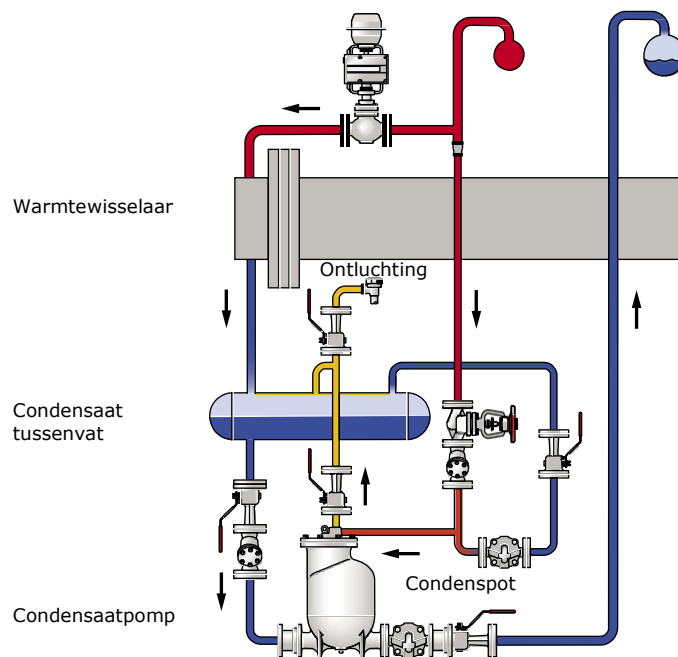 Warmtewisselaar
Ontluchting
Condensaat
tussenvat
Condenspot
Condensaatpomp